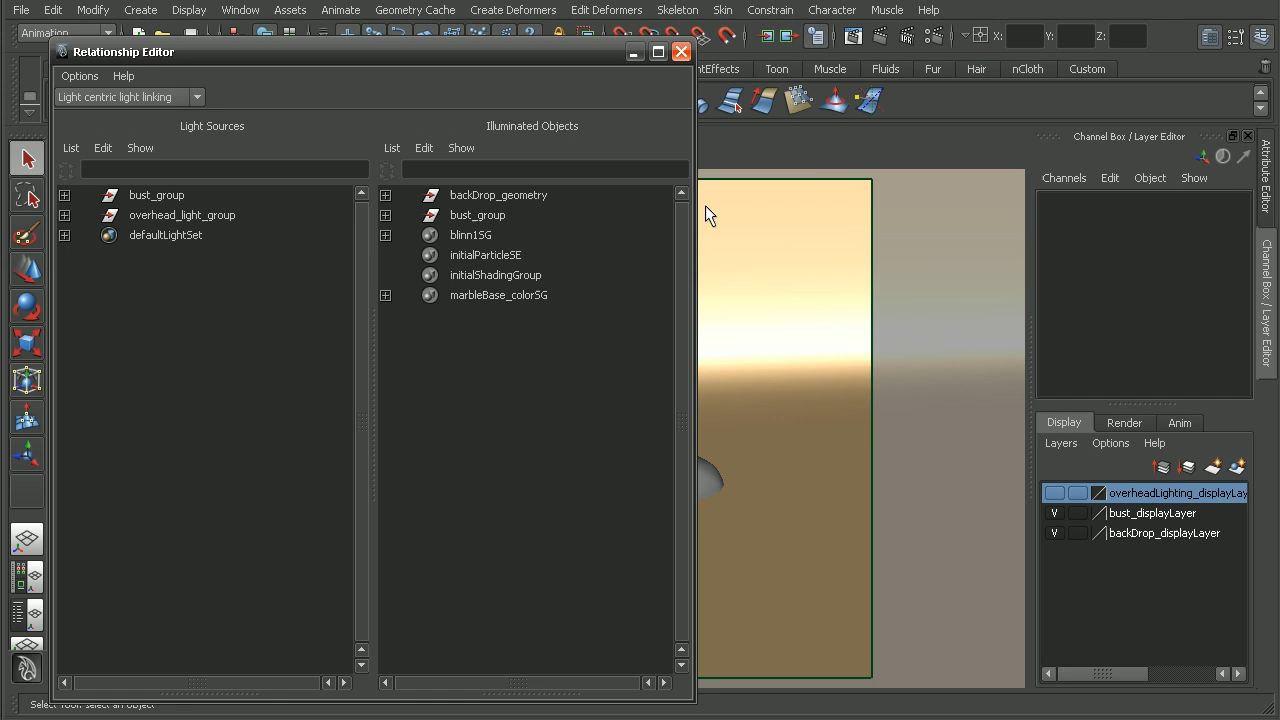 File Edit Modify Create Display Window Assets Animate Geometry Cache Create Deformers Edit Deformers Skeleton Skin Constrain Character Muscle Help
Animation
X: Y: Z:
Relationship Editor
Options Help
Light centric light linking
Light Sources
Illuminated Objects
List Edit Show
List Edit Show
bust_group
overhead_light_group
defaultLightSet
backDrop_geometry
bust_group
blinn1SG
initialParticleSE
initialShadingGroup
marbleBase_colorSG
ntEffects Toon Muscle Fluids Fur Hair nCloth Custom
Channel Box / Layer Editor
Channels Edit Object Show
Attribute Editor
Channel Box / Layer Editor
Display Render Anim
Layers Options Help
overheadLighting_displayLay
V bust_displayLayer
V backDrop_displayLayer
Select Tool: select an object